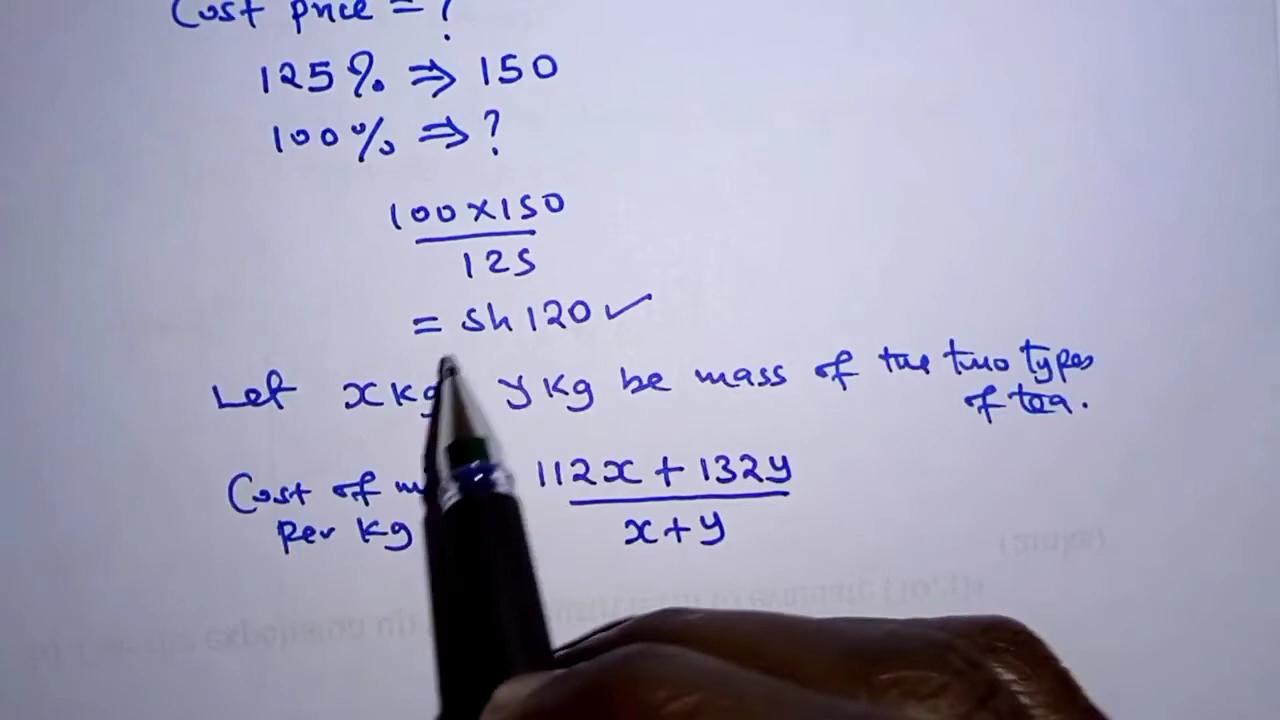 Cost price = ?
125% ⇒ 150
100% ⇒ ?
100×150
125
= Sh 120 ✓
Let x kg y kg be mass of the two types
of tea.
Cost of 112x + 132y
Per kg x+y